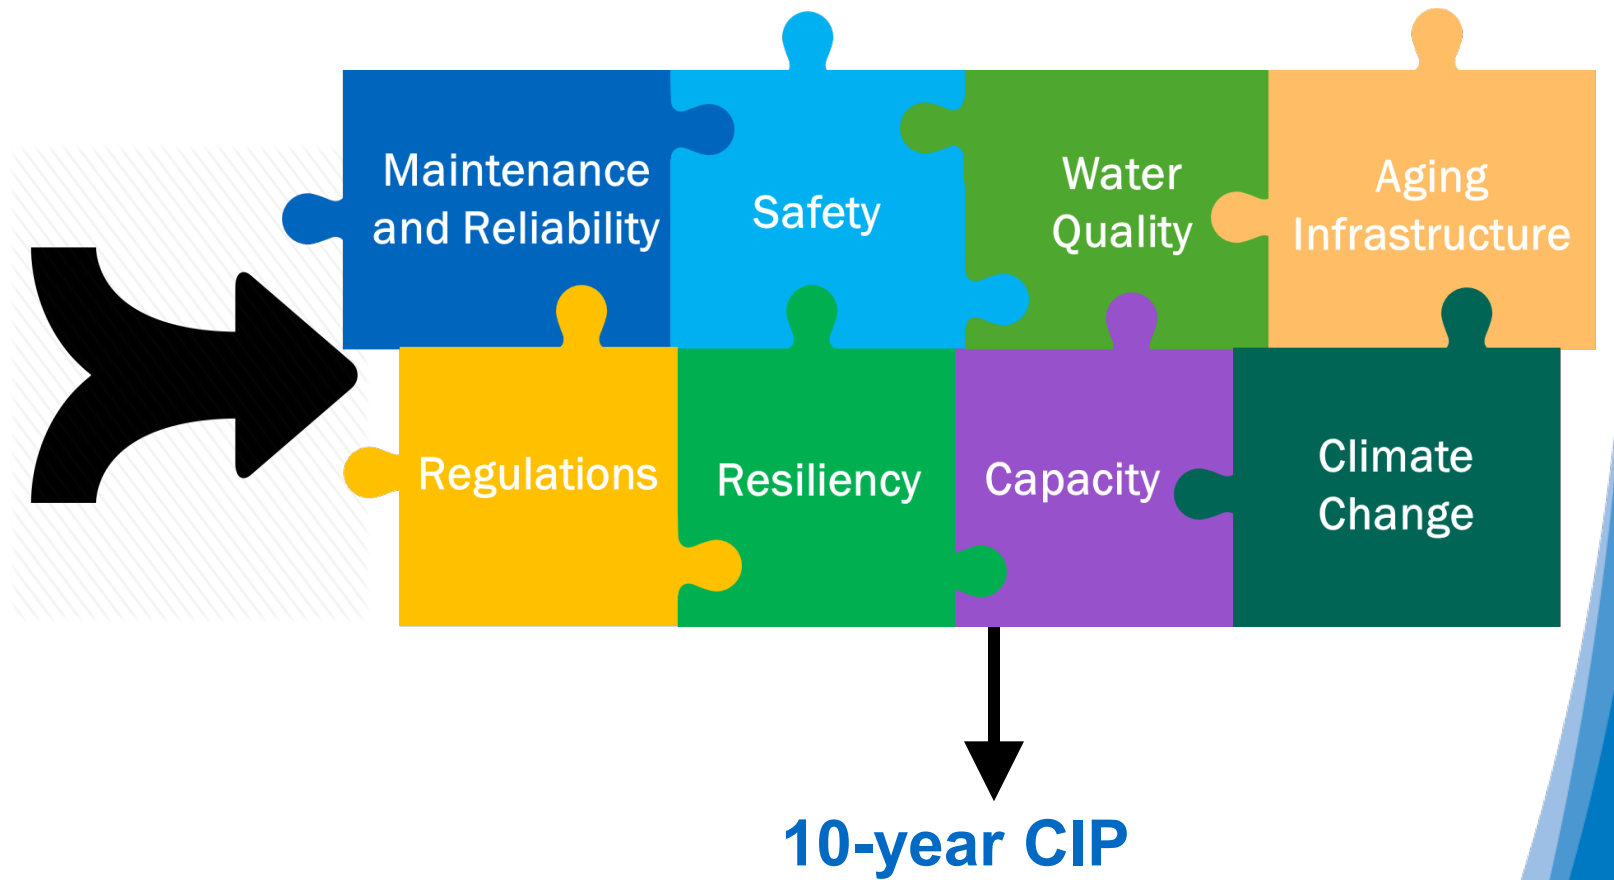 Maintenance
and Reliability
Safety
Water
Quality
Aging
Infrastructure
Regulations
Resiliency
Capacity
Climate
Change
10-year CIP